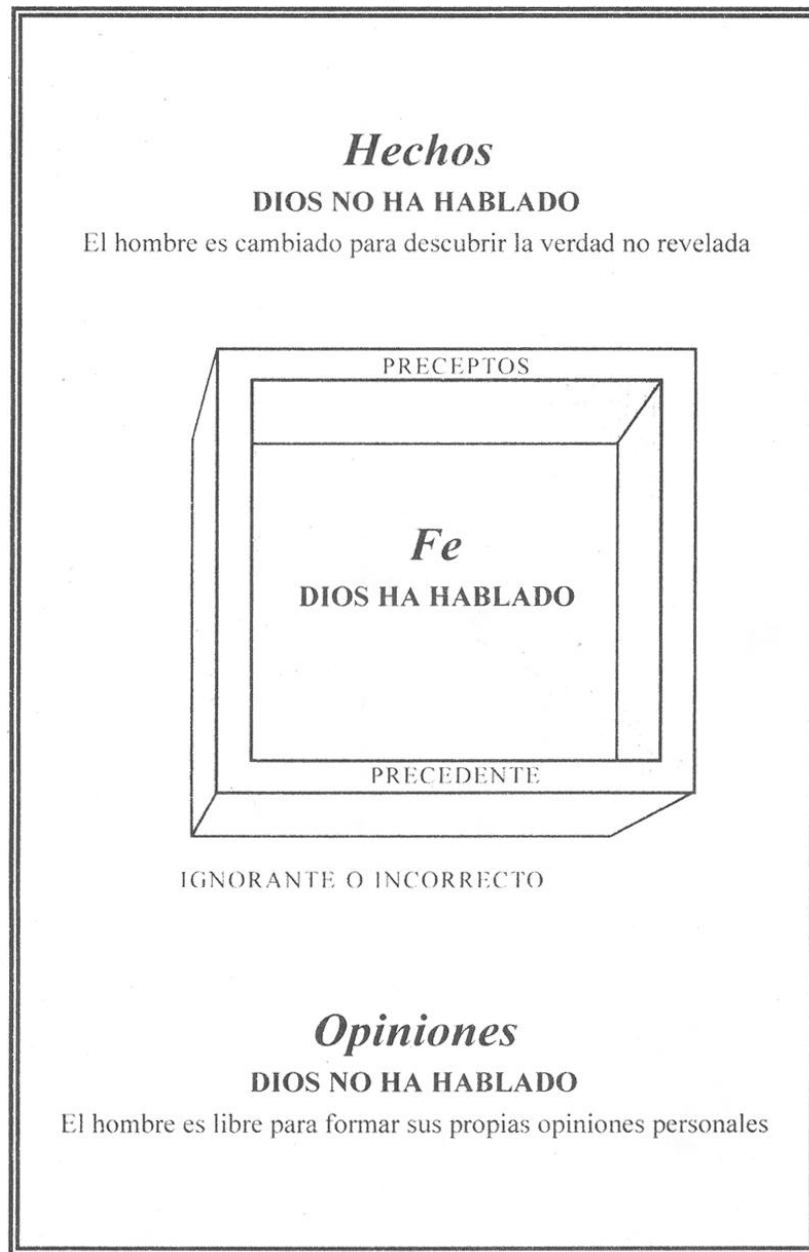 Hechos
DIOS NO HA HABLADO
El hombre es cambiado para descubrir la verdad no revelada
PRECEPTOS
Fe
DIOS HA HABLADO
PRECEDENTE
IGNORANTE O INCORRECTO
Opiniones
DIOS NO HA HABLADO
El hombre es libre para formar sus propias opiniones personales